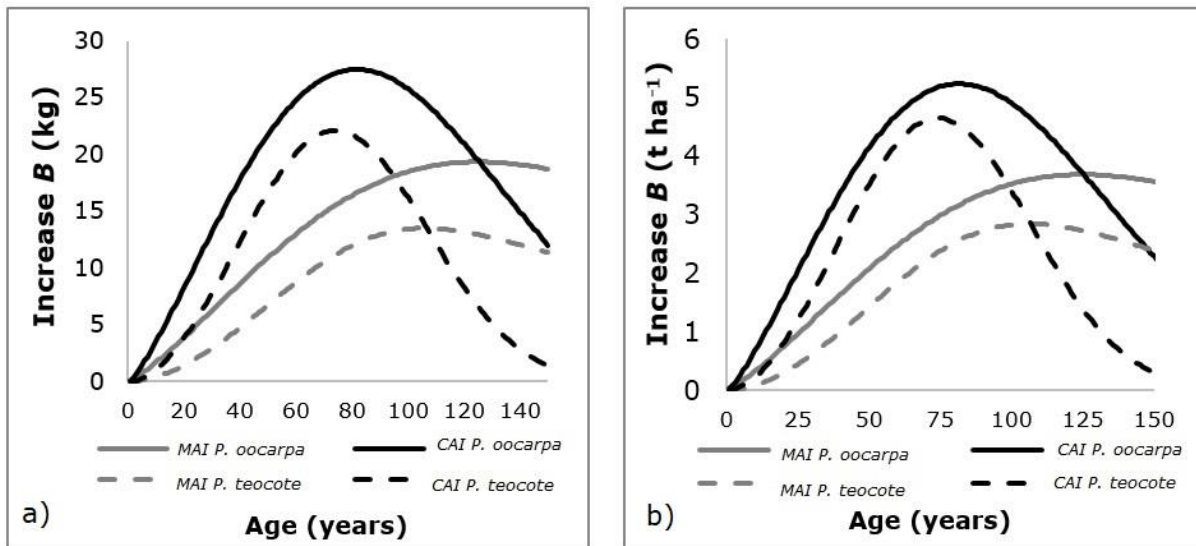 Increase B (kg)
30
25
20
15
10
5
0
0 20 40 60 80 100 120 140
MAI P. oocarpa CAI P. oocarpa
MAI P. teocote CAI P. teocote
a) Age (years)
Increase B (t ha⁻¹)
6
5
4
3
2
1
0
0 25 50 75 100 125 150
MAI P. oocarpa CAI P. oocarpa
MAI P. teocote CAI P. teocote
b) Age (years)